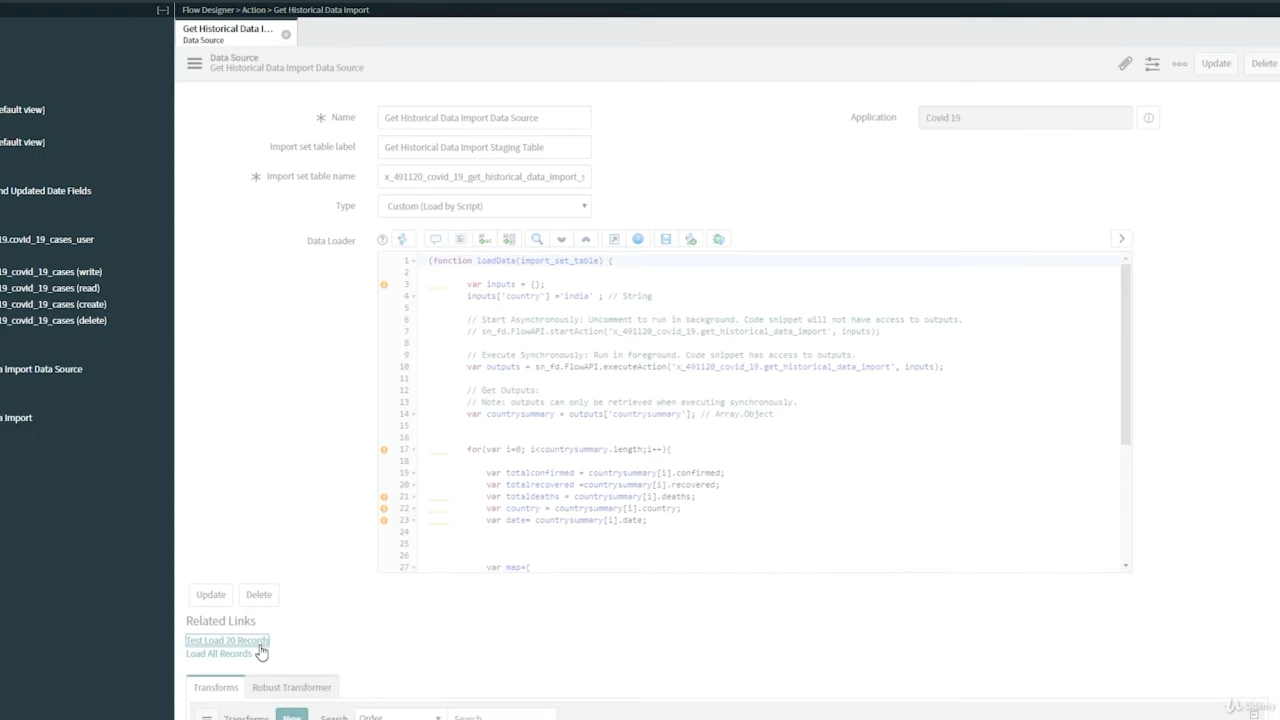 [---]
Flow Designer > Action > Get Historical Data Import
Get Historical Data I...
Data Source
Data Source
Get Historical Data Import Data Source
Update
Delete
efault view]
efault view]
nd Updated Date Fields
19.covid_19_cases_user
19_covid_19_cases (write)
19_covid_19_cases (read)
19_covid_19_cases (create)
19_covid_19_cases (delete)
a Import Data Source
a Import
Name
Get Historical Data Import Data Source
Application
Covid 19
Import set table label
Get Historical Data Import Staging Table
Import set table name
x_491120_covid_19_get_historical_data_import_s
Type
Custom (Load by Script)
Data Loader
1 (function loadData(import_set_table) {
2
3 var inputs = {};
4 inputs['country'] ='india' ; // String
5
6 // Start Asynchronously: Uncomment to run in background. Code snippet will not have access to outputs.
7 // sn_fd.FlowAPI.startAction('x_491120_covid_19.get_historical_data_import', inputs);
8
9 // Execute Synchronously: Run in foreground. Code snippet has access to outputs.
10 var outputs = sn_fd.FlowAPI.executeAction('x_491120_covid_19.get_historical_data_import', inputs);
11
12 // Get Outputs:
13 // Note: outputs can only be retrieved when executing synchronously.
14 var countrysummary = outputs['countrysummary']; // Array.Object
15
16
17 for(var i=0; i<countrysummary.length;i++){
18
19 var totalconfirmed = countrysummary[i].confirmed;
20 var totalrecovered =countrysummary[i].recovered;
21 var totaldeaths = countrysummary[i].deaths;
22 var country = countrysummary[i].country;
23 var date= countrysummary[i].date;
24
25
26
27 var map={
Update
Delete
Related Links
Test Load 20 Records
Load All Records
Transforms
Robust Transformer
Transforms
New
Search
Order
Search
Udemy